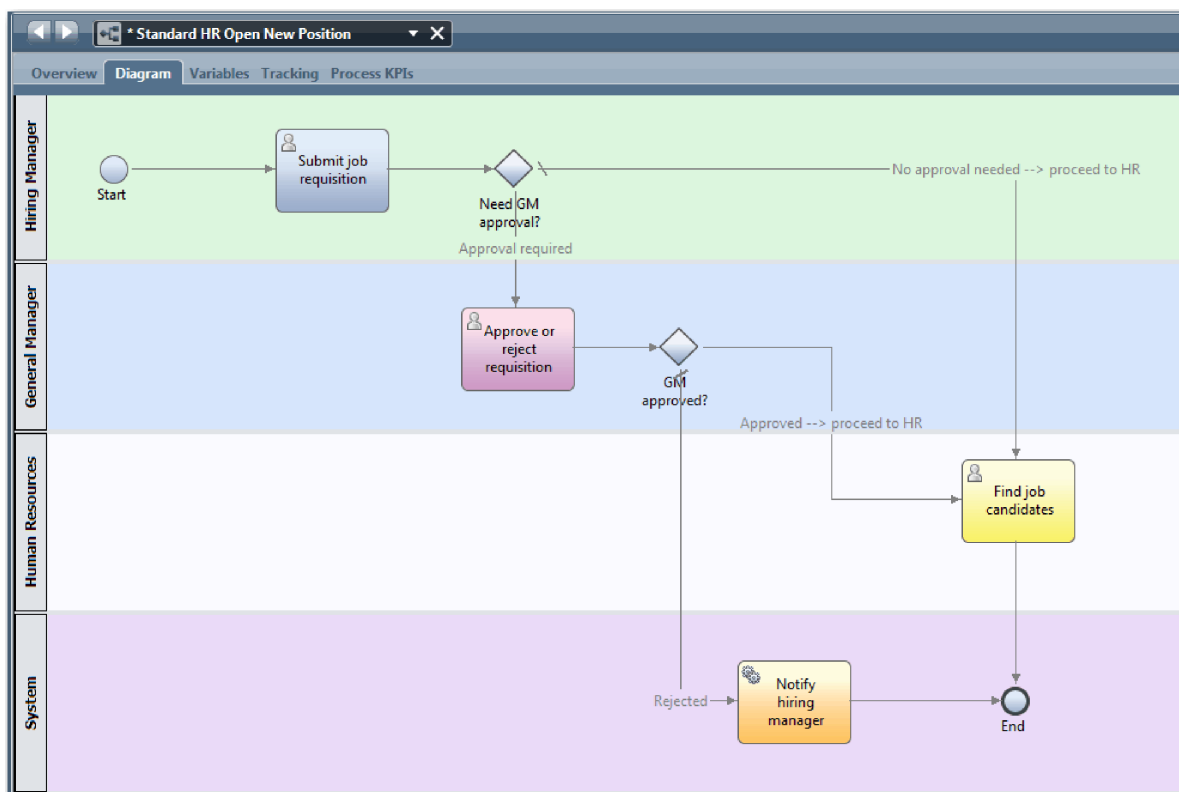 * Standard HR Open New Position
Overview
Diagram
Variables
Tracking
Process KPIs
Hiring Manager
Start
Submit job
requisition
Need GM
approval?
No approval needed --> proceed to HR
Approval required
General Manager
Approve or
reject
requisition
GM
approved?
Approved --> proceed to HR
Human Resources
Find job
candidates
System
Rejected
Notify
hiring
manager
End